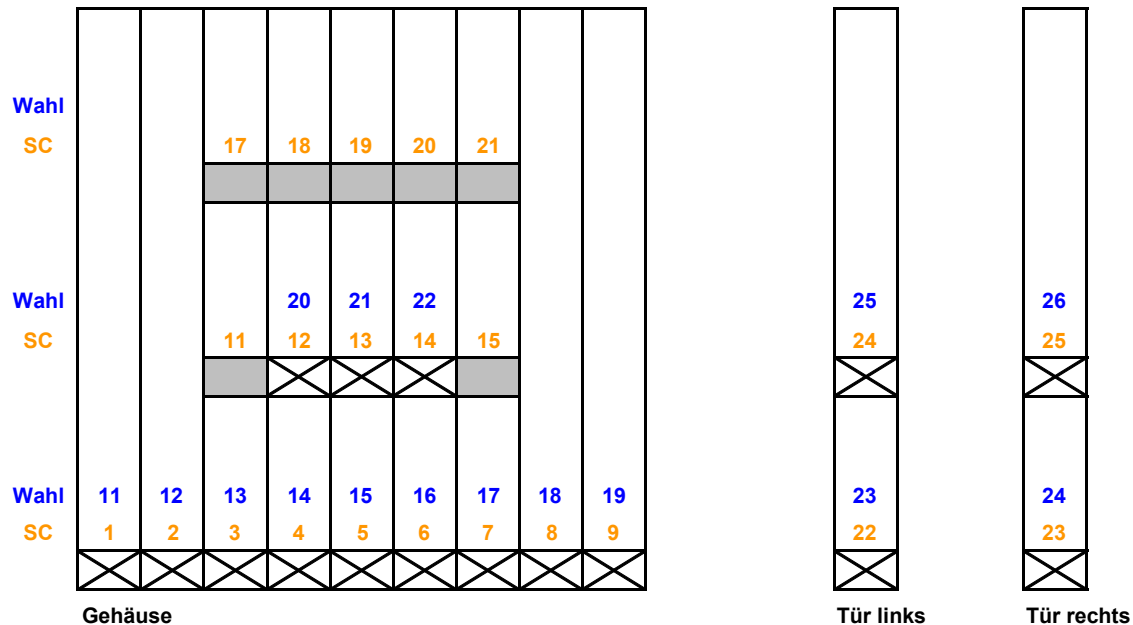 Wahl
SC 17 18 19 20 21
Wahl 20 21 22 25 26
SC 11 12 13 14 15 24 25
Wahl 11 12 13 14 15 16 17 18 19 23 24
SC 1 2 3 4 5 6 7 8 9 22 23
Gehäuse Tür links Tür rechts